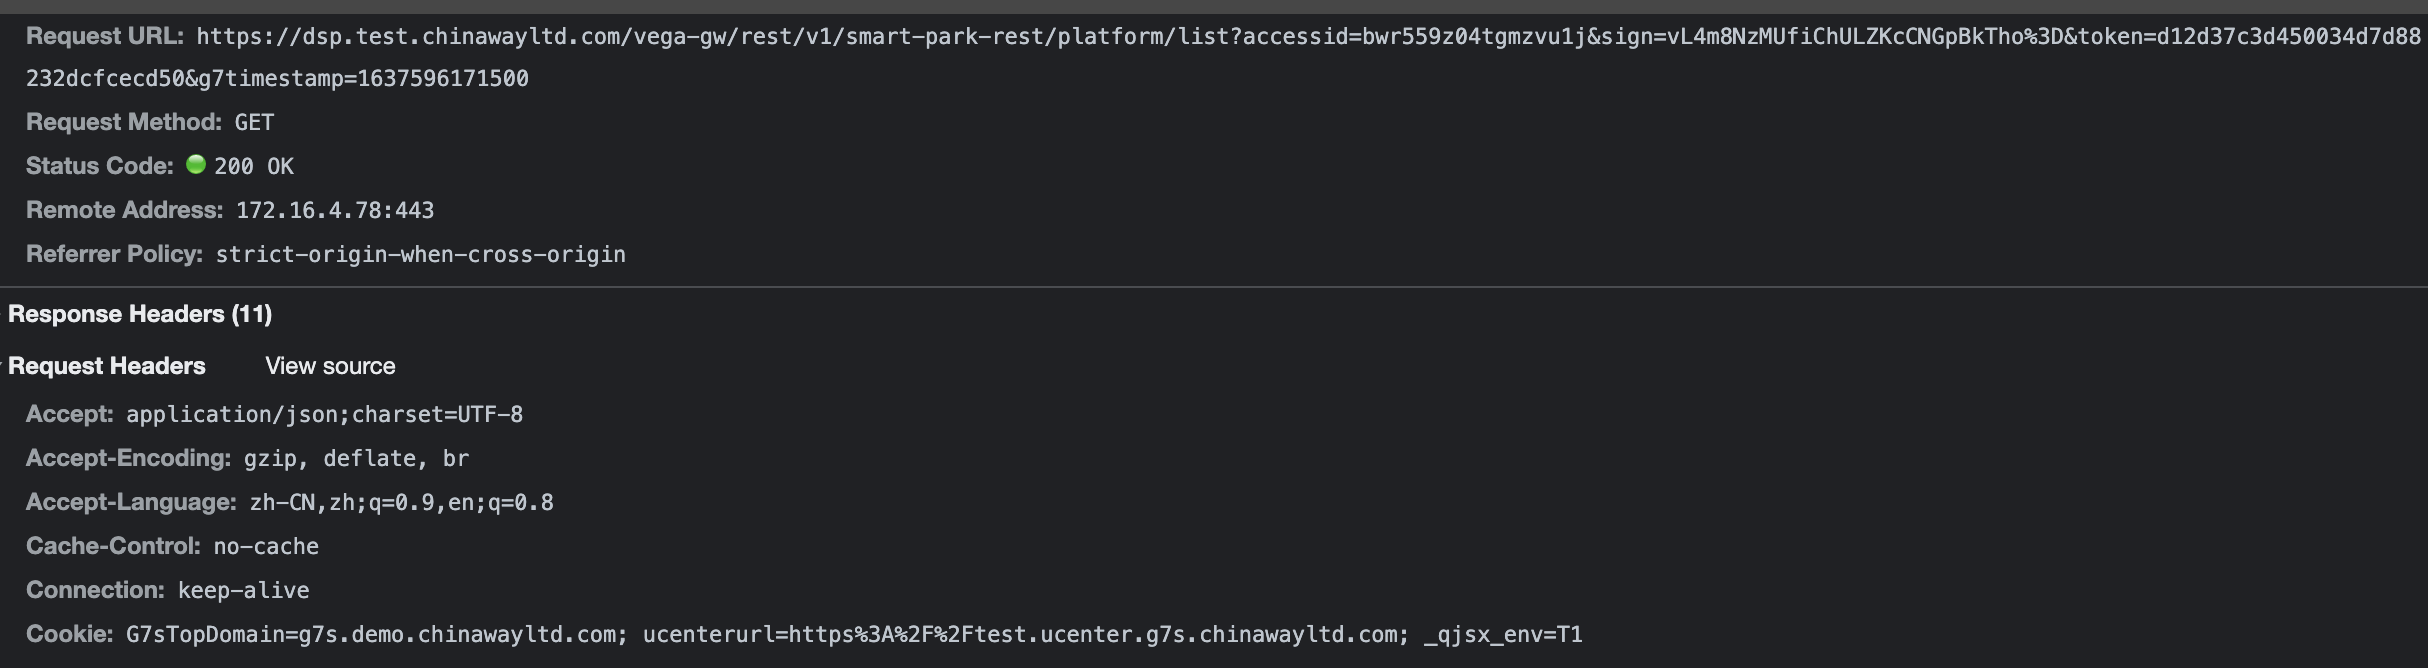 Request URL: https://dsp.test.chinawayltd.com/vega-gw/rest/v1/smart-park-rest/platform/list?accessid=bwr559z04tgmzvu1j&sign=vL4m8NzMUfiChULZKcCNGpBkTho%3D&token=d12d37c3d450034d7d88
232dcfcecd50&g7timestamp=1637596171500
Request Method: GET
Status Code: 200 OK
Remote Address: 172.16.4.78:443
Referrer Policy: strict-origin-when-cross-origin
Response Headers (11)
Request Headers View source
Accept: application/json;charset=UTF-8
Accept-Encoding: gzip, deflate, br
Accept-Language: zh-CN,zh;q=0.9,en;q=0.8
Cache-Control: no-cache
Connection: keep-alive
Cookie: G7sTopDomain=g7s.demo.chinawayltd.com; ucenterurl=https%3A%2F%2Ftest.ucenter.g7s.chinawayltd.com; _qjsx_env=T1